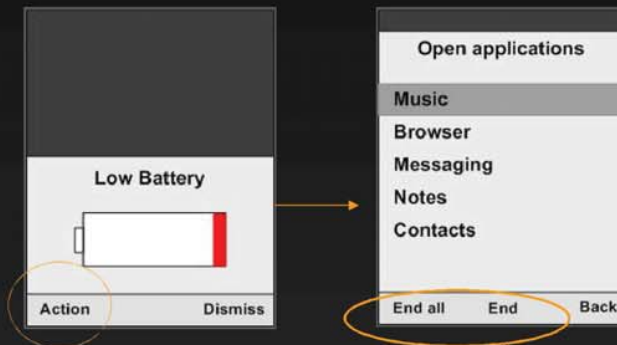 Low Battery
Action Dismiss
Open applications
Music
Browser
Messaging
Notes
Contacts
End all End Back